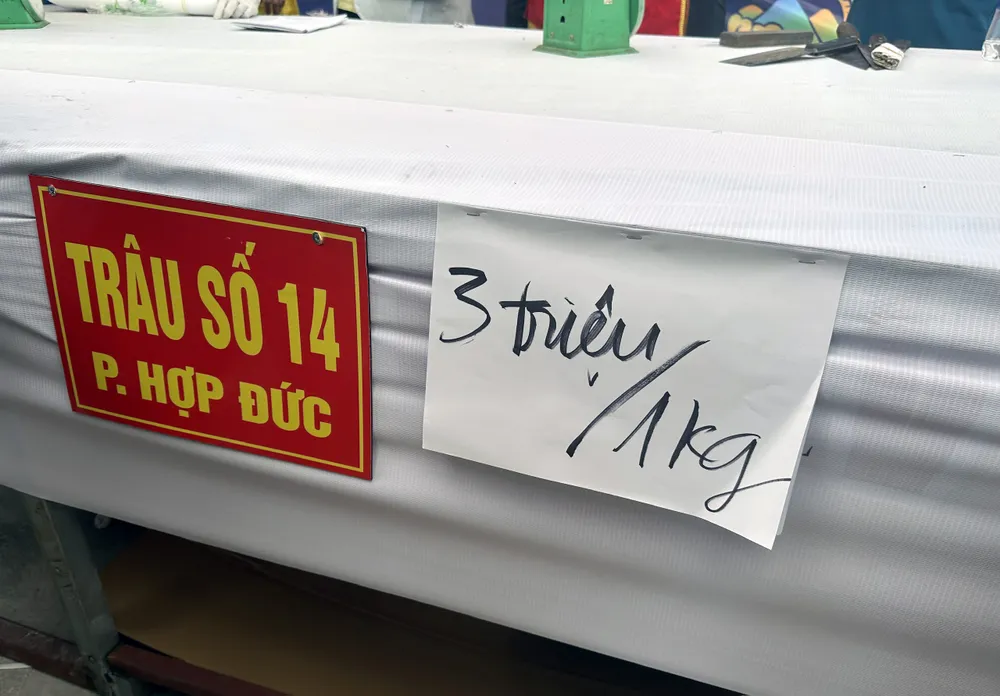 TRÂU SỐ 14
P. HỢP ĐỨC
3 triệu
/1kg